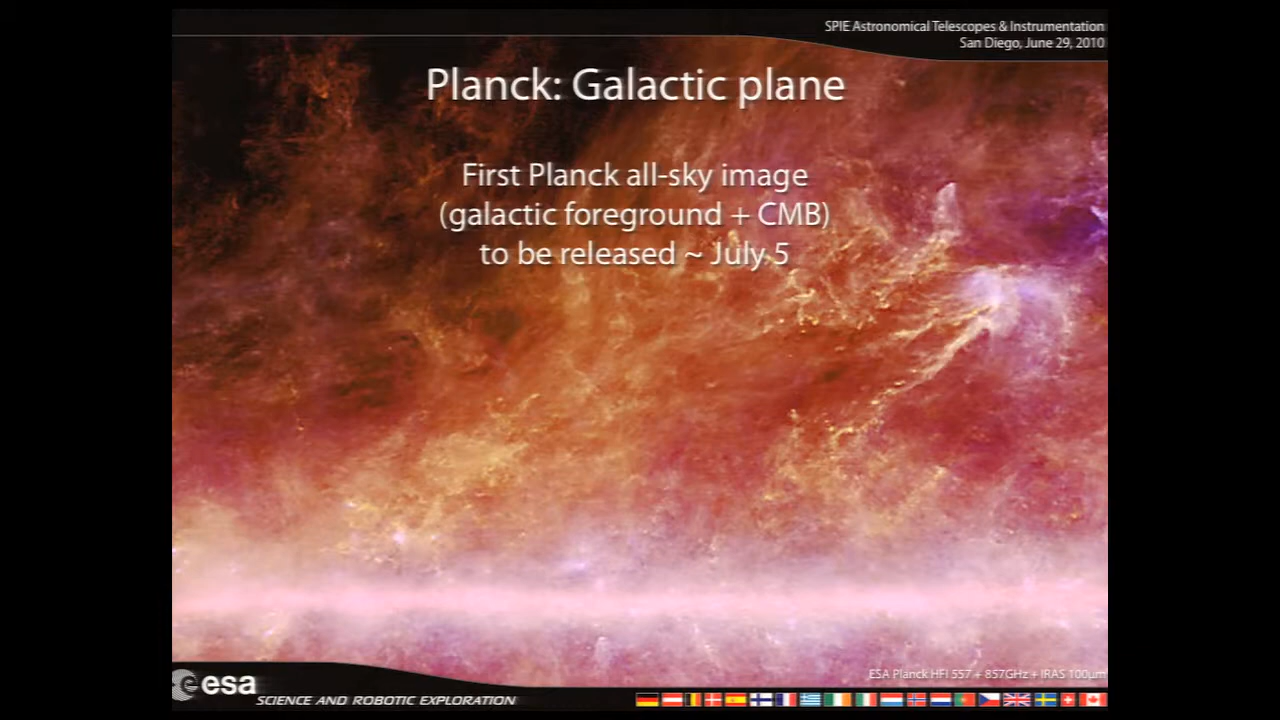 SPIE Astronomical Telescopes & Instrumentation
San Diego, June 29, 2010
Planck: Galactic plane
First Planck all-sky image
(galactic foreground + CMB)
to be released ~ July 5
ESA Planck HFI 557 + 857GHz + IRAS 100µm
esa
SCIENCE AND ROBOTIC EXPLORATION